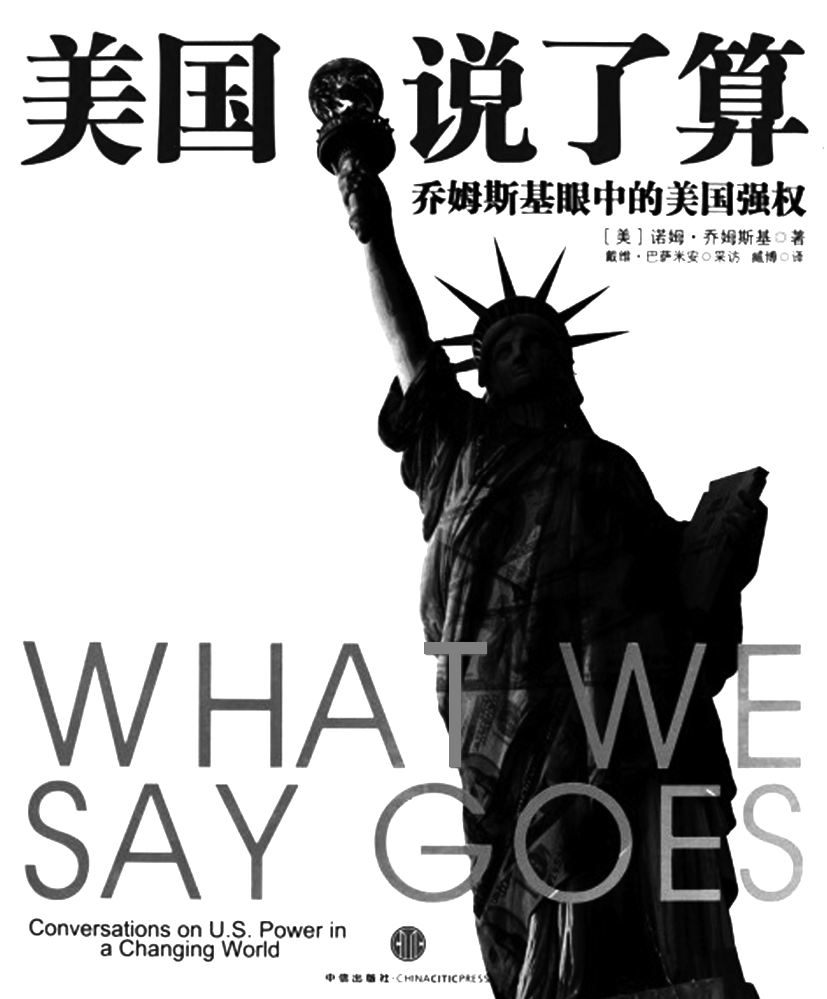 美国说了算
乔姆斯基眼中的美国强权
[美]诺姆·乔姆斯基○著
戴维·巴萨米安○采访 臧博○译
WHAT WE
SAY GOES
Conversations on U.S. Power in
a Changing World
中信出版社·CHINACITICPRESS